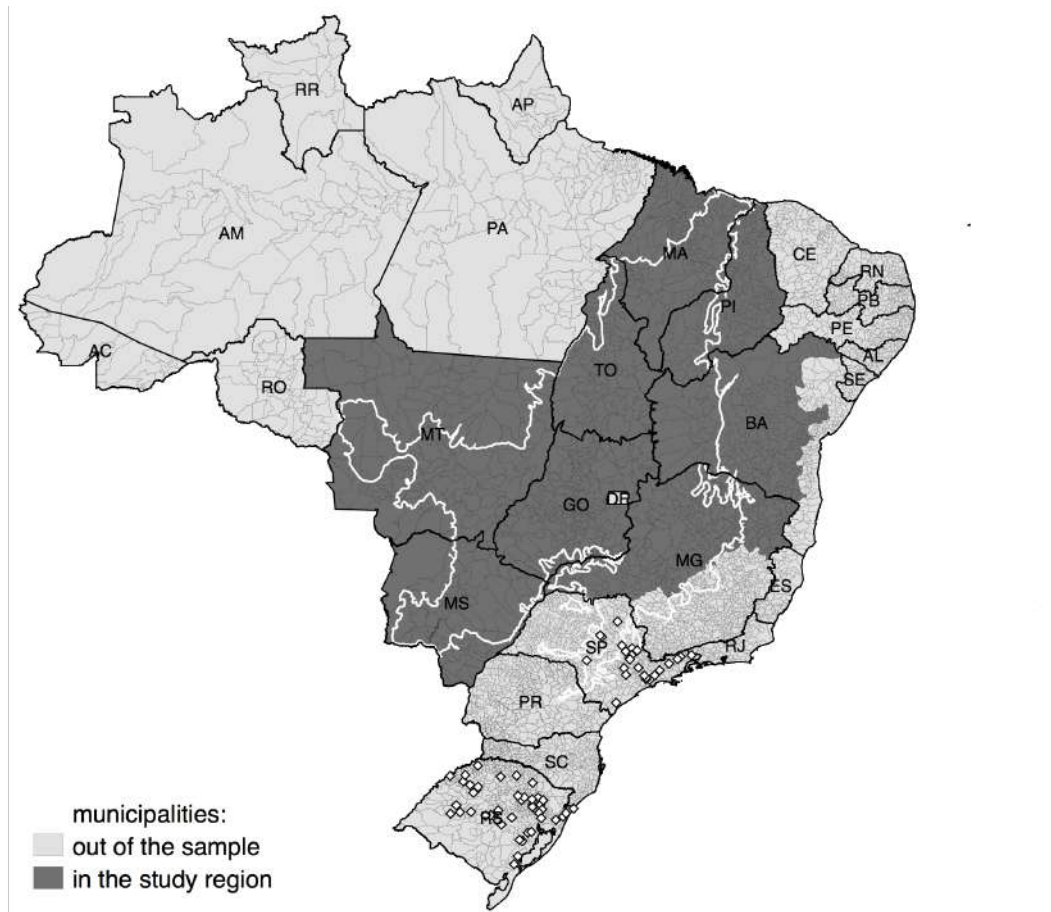 RR
AP
AM
PA
MA
CE
RN
PB
PI
PE
AC
AL
TO
SE
RO
BA
MT
GO
DF
MG
ES
MS
SP
RJ
PR
SC
RS
municipalities:
out of the sample
in the study region